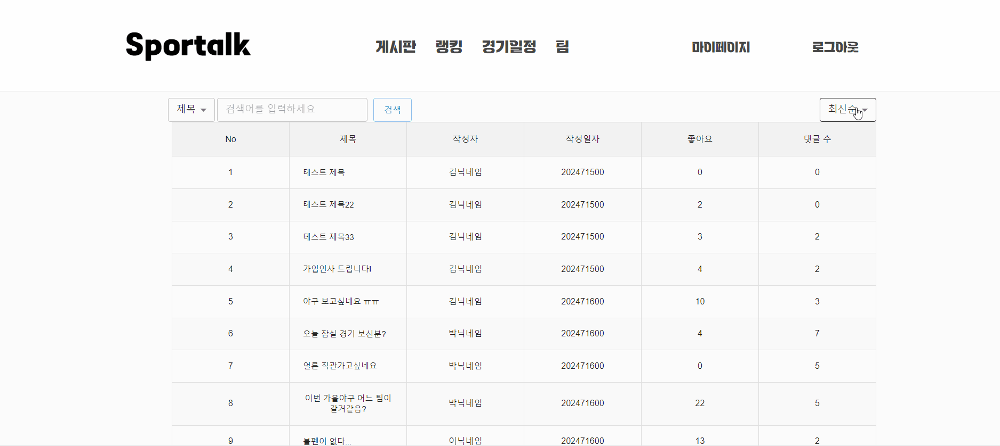 Sportalk 게시판 랭킹 경기일정 팀 마이페이지 로그아웃
제목 검색어를 입력하세요 검색 최신순
No 제목 작성자 작성일자 좋아요 댓글 수
1 테스트 제목 김닉네임 202471500 0 0
2 테스트 제목22 김닉네임 202471500 2 0
3 테스트 제목33 김닉네임 202471500 3 2
4 가입인사 드립니다! 김닉네임 202471500 4 2
5 야구 보고싶네요 ㅠㅠ 김닉네임 202471600 10 3
6 오늘 잠실 경기 보신분? 박닉네임 202471600 4 7
7 얼른 직관가고싶네요 박닉네임 202471600 0 5
8 이번 가을야구 어느 팀이 갈거같음? 박닉네임 202471600 22 5
9 불펜이 없다... 이닉네임 202471600 13 2